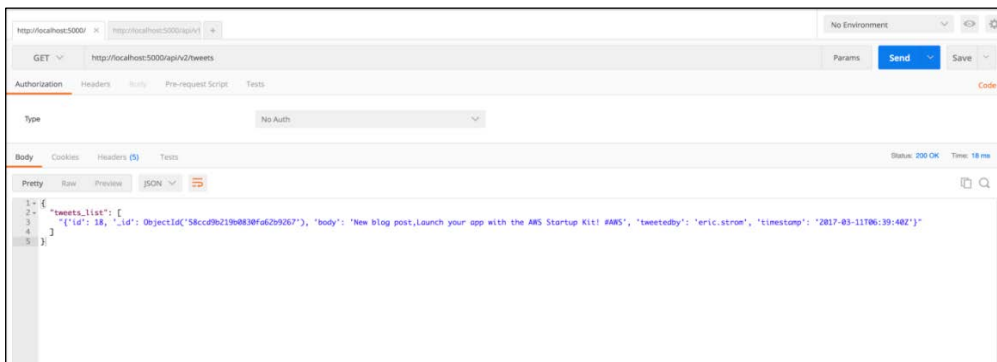 http://localhost:5000/ × http://localhost:5000/api/v1 +
No Environment
GET http://localhost:5000/api/v2/tweets Params Send Save
Authorization Headers Body Pre-request Script Tests Code
Type No Auth
Body Cookies Headers (5) Tests Status: 200 OK Time: 18 ms
Pretty Raw Preview JSON
1 {
2 "tweets_list": [
3 "{'id': 18, '_id': ObjectId('58ccd9b219b0830fa62b9267'), 'body': 'New blog post,Launch your app with the AWS Startup Kit! #AWS', 'tweetedby': 'eric.strom', 'timestamp': '2017-03-11T06:39:40Z'}"
4 ]
5 }